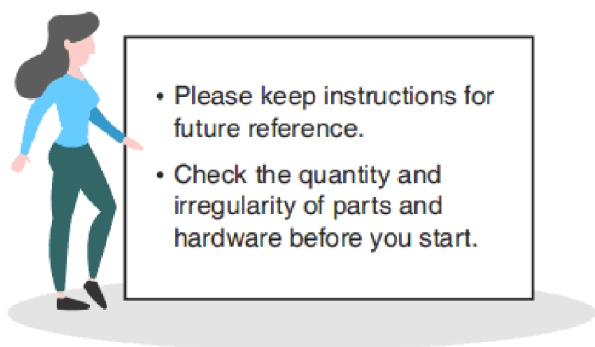 • Please keep instructions for
future reference.
• Check the quantity and
irregularity of parts and
hardware before you start.